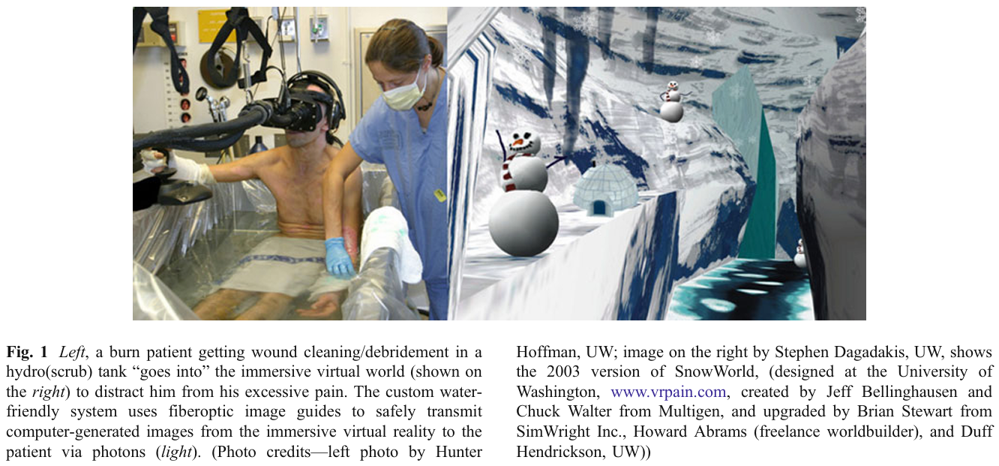 Fig. 1 Left, a burn patient getting wound cleaning/debridement in a
hydro(scrub) tank “goes into” the immersive virtual world (shown on
the right) to distract him from his excessive pain. The custom water-
friendly system uses fiberoptic image guides to safely transmit
computer-generated images from the immersive virtual reality to the
patient via photons (light). (Photo credits—left photo by Hunter
Hoffman, UW; image on the right by Stephen Dagadakis, UW, shows
the 2003 version of SnowWorld, (designed at the University of
Washington, www.vrpain.com, created by Jeff Bellinghausen and
Chuck Walter from Multigen, and upgraded by Brian Stewart from
SimWright Inc., Howard Abrams (freelance worldbuilder), and Duff
Hendrickson, UW))